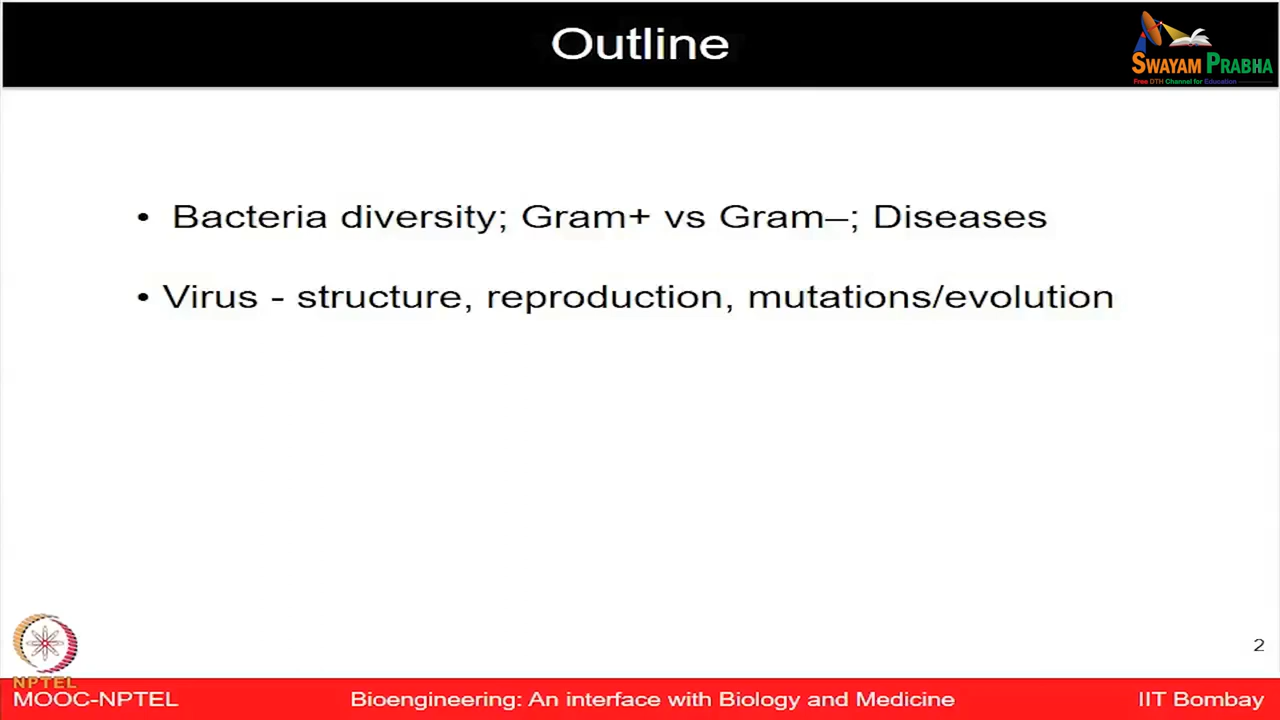 Outline
SWAYAM PRABHA
Free DTH Channel for Education
• Bacteria diversity; Gram+ vs Gram–; Diseases
• Virus - structure, reproduction, mutations/evolution
2
NPTEL
MOOC-NPTEL Bioengineering: An interface with Biology and Medicine IIT Bombay